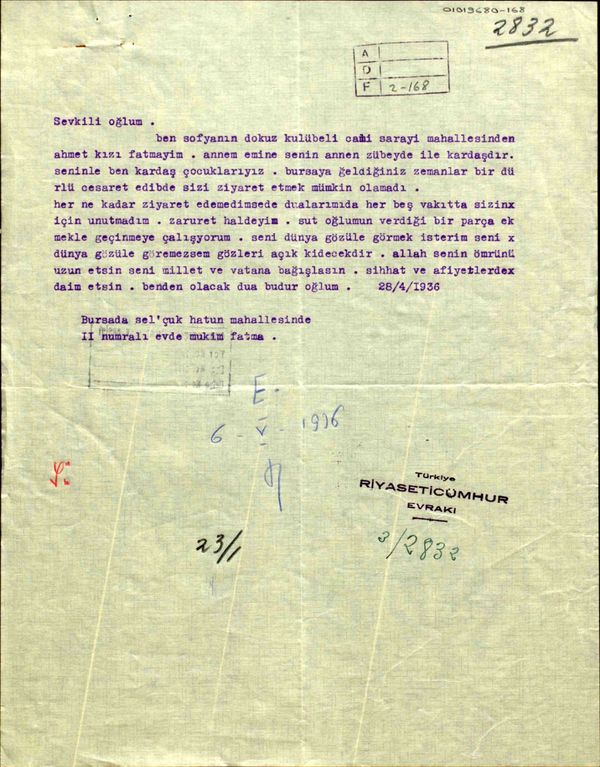 01019680-168
2832
A
D
F 2-168
Sevkili oğlum .
ben sofyanın dokuz kulübeli cami sarayi mahallesinden
ahmet kızı fatmayim . annem emine senin annen zübeyde ile kardaşdır.
seninle ben kardaş çocuklarıyız . bursaya geldiğiniz zemanlar bir dü
rlü cesaret edibde sizi ziyaret etmek mümkin olamadı .
her ne kadar ziyaret edemedimsede dualarımıda her beş vakıtta sizinx
için unutmadım . zaruret haldeyim . sut oğlumun verdiği bir parça ek
mekle geçinmeye çalışyorum . seni dünya gözüle görmek isterim seni x
dünya gözüle göremezsem gözleri açık kidecekdir . allah senin ömrünü
uzun etsin seni millet ve vatana bağışlasın . sihhat ve afiyetlerdex
daim etsin . benden olacak dua budur oğlum . 28/4/1936
Bursada sel'çuk hatun mahallesinde
II numralı evde mukim fatma .
E.
6 - V - 1936
Türkiye
RİYASETİCÜMHUR
EVRAKI
23/1
3/2832